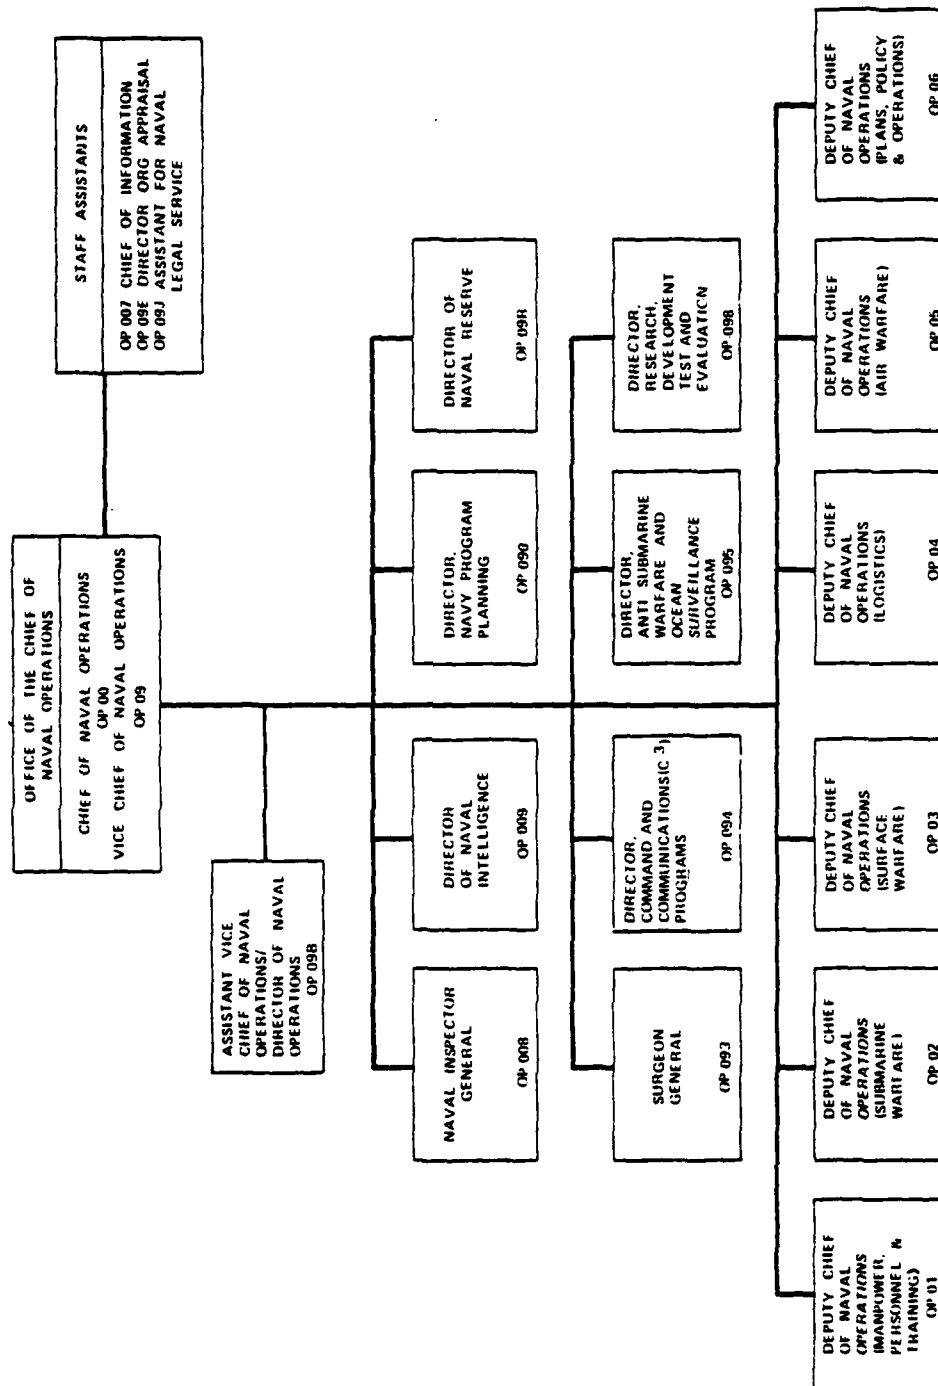 OFFICE OF THE CHIEF OF
NAVAL OPERATIONS
CHIEF OF NAVAL OPERATIONS
OP 00
VICE CHIEF OF NAVAL OPERATIONS
OP 09
STAFF ASSISTANTS
OP 007 CHIEF OF INFORMATION
OP 09E DIRECTOR ORG APPRAISAL
OP 09J ASSISTANT FOR NAVAL
LEGAL SERVICE
ASSISTANT VICE
CHIEF OF NAVAL
OPERATIONS/
DIRECTOR OF NAVAL
OPERATIONS
OP 09B
NAVAL INSPECTOR
GENERAL
OP 008
DIRECTOR
OF NAVAL
INTELLIGENCE
OP 009
DIRECTOR,
NAVY PROGRAM
PLANNING
OP 090
DIRECTOR OF
NAVAL RESERVE
OP 09R
SURGEON
GENERAL
OP 093
DIRECTOR,
COMMAND AND
COMMUNICATIONSIC 3)
PROGRAMS
OP 094
DIRECTOR,
ANTI SUBMARINE
WARFARE AND
OCEAN
SURVEILLANCE
PROGRAM
OP 095
DIRECTOR,
RESEARCH,
DEVELOPMENT
TEST AND
EVALUATION
OP 098
DEPUTY CHIEF
OF NAVAL
OPERATIONS
(MANPOWER,
PERSONNEL &
TRAINING)
OP 01
DEPUTY CHIEF
OF NAVAL
OPERATIONS
(SUBMARINE
WARFARE)
OP 02
DEPUTY CHIEF
OF NAVAL
OPERATIONS
(SURFACE
WARFARE)
OP 03
DEPUTY CHIEF
OF NAVAL
OPERATIONS
(LOGISTICS)
OP 04
DEPUTY CHIEF
OF NAVAL
OPERATIONS
(AIR WARFARE)
OP 05
DEPUTY CHIEF
OF NAVAL
OPERATIONS
(PLANS, POLICY
& OPERATIONS)
OP 06